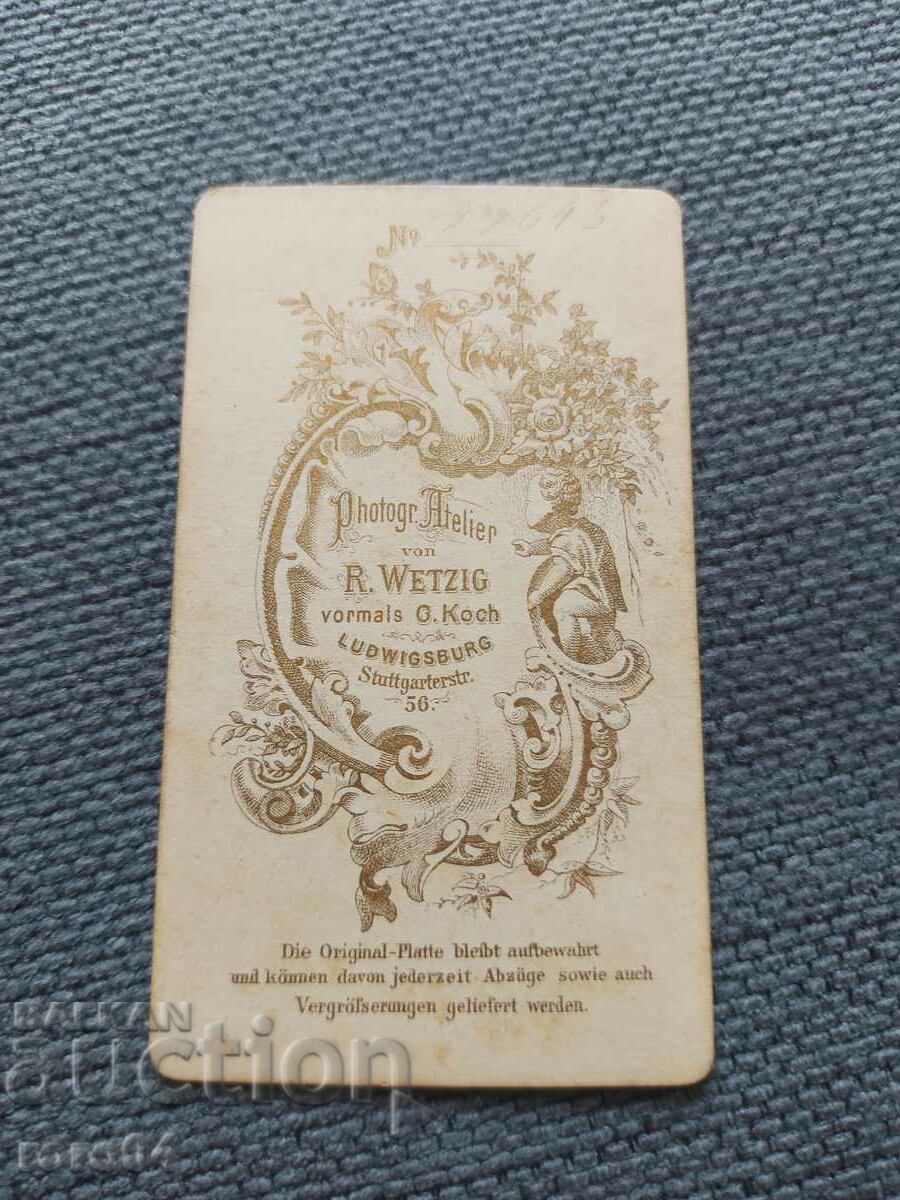 No
Photogr. Atelier
von
R. WETZIG
vormals G. Koch
LUDWIGSBURG
Stuttgarterstr.
56.
Die Original-Platte bleibt aufbewahrt
und können davon jederzeit Abzüge sowie auch
Vergröſserungen geliefert werden.
BALKAN
auction
roro64